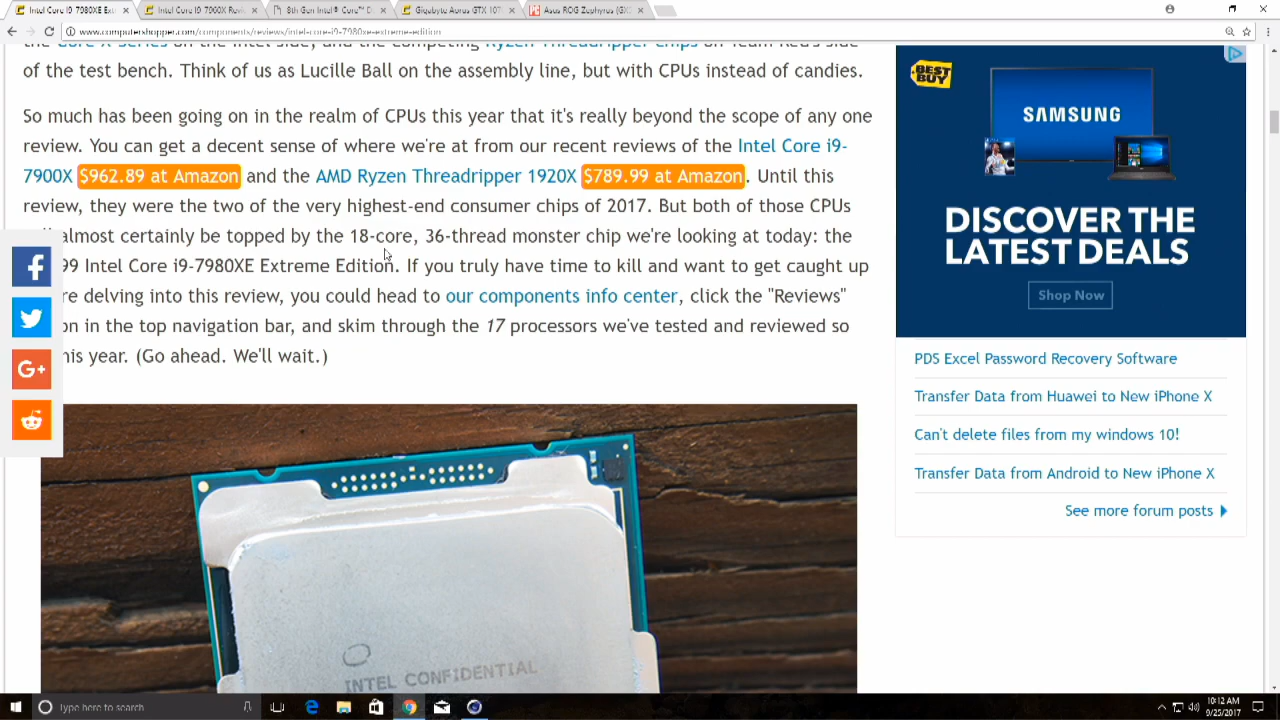 Intel Core i9-7980XE Ex
Intel Core i9-7900X Revi
8th Gen Intel® Core™ D
Gigabyte Aorus GTX 107
Asus ROG Zephyrus (GX5
www.computershopper.com/components/reviews/intel-core-i9-7980xe-extreme-edition
the Core X-Series on the Intel side, and the competing Ryzen Threadripper chips on Team Red's side
of the test bench. Think of us as Lucille Ball on the assembly line, but with CPUs instead of candies.
So much has been going on in the realm of CPUs this year that it's really beyond the scope of any one
review. You can get a decent sense of where we're at from our recent reviews of the Intel Core i9-
7900X $962.89 at Amazon and the AMD Ryzen Threadripper 1920X $789.99 at Amazon. Until this
review, they were the two of the very highest-end consumer chips of 2017. But both of those CPUs
almost certainly be topped by the 18-core, 36-thread monster chip we're looking at today: the
99 Intel Core i9-7980XE Extreme Edition. If you truly have time to kill and want to get caught up
re delving into this review, you could head to our components info center, click the "Reviews"
on in the top navigation bar, and skim through the 17 processors we've tested and reviewed so
his year. (Go ahead. We'll wait.)
INTEL CONFIDENTIAL
f
G+
BEST
BUY
SAMSUNG
DISCOVER THE
LATEST DEALS
Shop Now
PDS Excel Password Recovery Software
Transfer Data from Huawei to New iPhone X
Can't delete files from my windows 10!
Transfer Data from Android to New iPhone X
See more forum posts
Type here to search
10:12 AM
9/25/2017